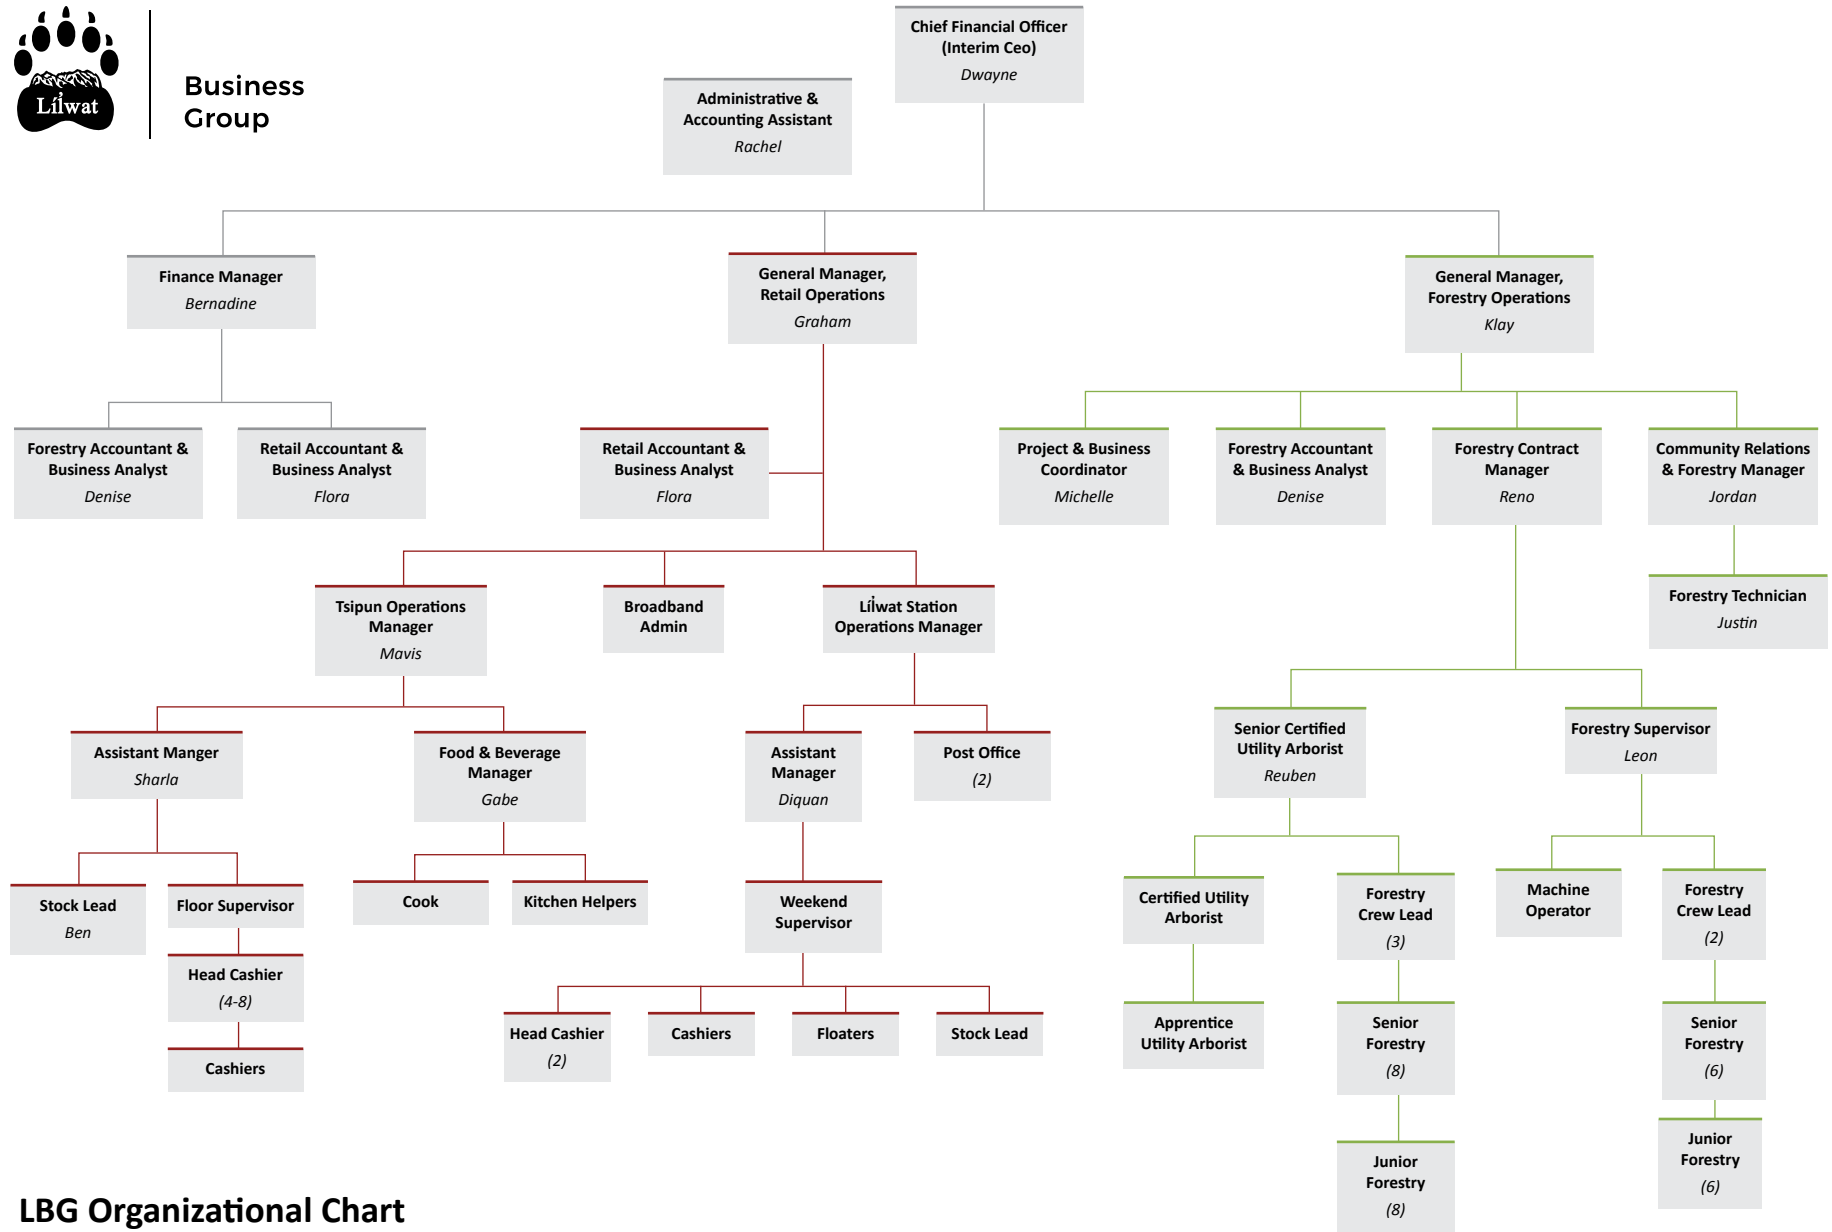 Líl̓wat
Business
Group
Chief Financial Officer
(Interim Ceo)
Dwayne
Administrative &
Accounting Assistant
Rachel
Finance Manager
Bernadine
General Manager,
Retail Operations
Graham
General Manager,
Forestry Operations
Klay
Forestry Accountant &
Business Analyst
Denise
Retail Accountant &
Business Analyst
Flora
Retail Accountant &
Business Analyst
Flora
Project & Business
Coordinator
Michelle
Forestry Accountant
& Business Analyst
Denise
Forestry Contract
Manager
Reno
Community Relations
& Forestry Manager
Jordan
Forestry Technician
Justin
Tsipun Operations
Manager
Mavis
Broadband
Admin
Líl̓wat Station
Operations Manager
Assistant Manger
Sharla
Food & Beverage
Manager
Gabe
Assistant
Manager
Diquan
Post Office
(2)
Senior Certified
Utility Arborist
Reuben
Forestry Supervisor
Leon
Stock Lead
Ben
Floor Supervisor
Cook
Kitchen Helpers
Weekend
Supervisor
Certified Utility
Arborist
Forestry
Crew Lead
(3)
Machine
Operator
Forestry
Crew Lead
(2)
Head Cashier
(4-8)
Cashiers
Head Cashier
(2)
Cashiers
Floaters
Stock Lead
Apprentice
Utility Arborist
Senior
Forestry
(8)
Senior
Forestry
(6)
Junior
Forestry
(8)
Junior
Forestry
(6)
LBG Organizational Chart